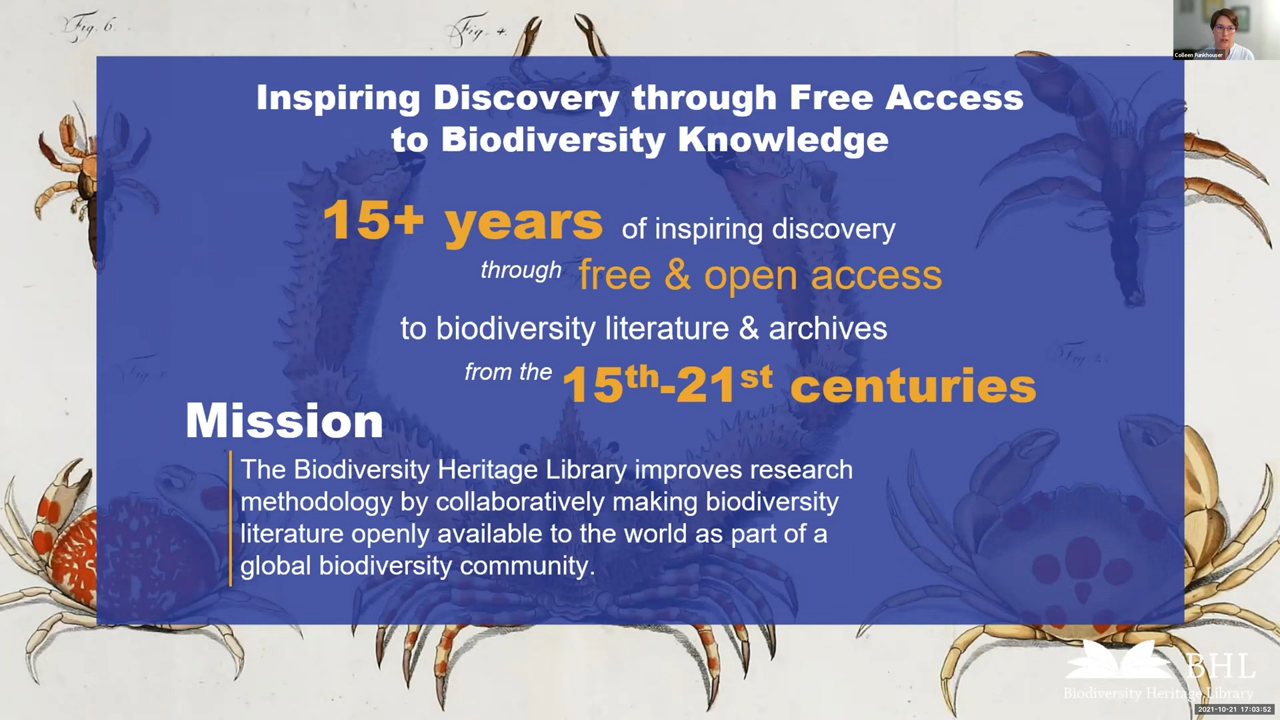 Fig. 6.
Fig. 4.
Colleen Funkhouser
Inspiring Discovery through Free Access
to Biodiversity Knowledge
15+ years of inspiring discovery
through free & open access
to biodiversity literature & archives
from the 15th-21st centuries
Mission
The Biodiversity Heritage Library improves research
methodology by collaboratively making biodiversity
literature openly available to the world as part of a
global biodiversity community.
BHL
Biodiversity Heritage Library
2021-10-21 17:03:52